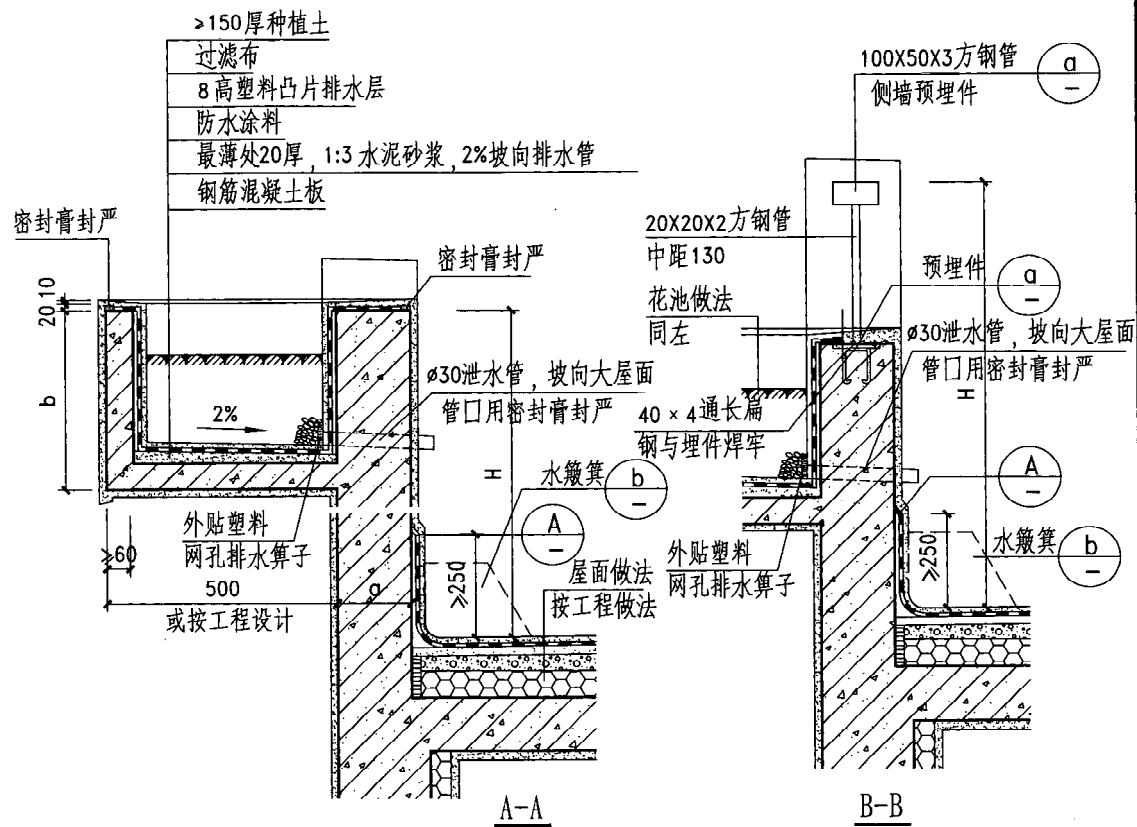 ≥150厚种植土
过滤布
8高塑料凸片排水层
防水涂料
最薄处20厚，1:3水泥砂浆，2%坡向排水管
钢筋混凝土板
密封膏封严
密封膏封严
10
20
b
2%
ø30泄水管，坡向大屋面
管口用密封膏封严
H
水簸箕
b
—
A
—
外贴塑料
网孔排水箅子
≥60
500
或按工程设计
a
≥250
屋面做法
按工程做法
A-A
100X50X3方钢管
侧墙预埋件
a
—
20X20X2方钢管
中距130
花池做法
同左
预埋件
a
—
ø30泄水管，坡向大屋面
管口用密封膏封严
H
40×4通长扁
钢与埋件焊牢
A
—
外贴塑料
网孔排水箅子
≥250
水簸箕
b
—
B-B